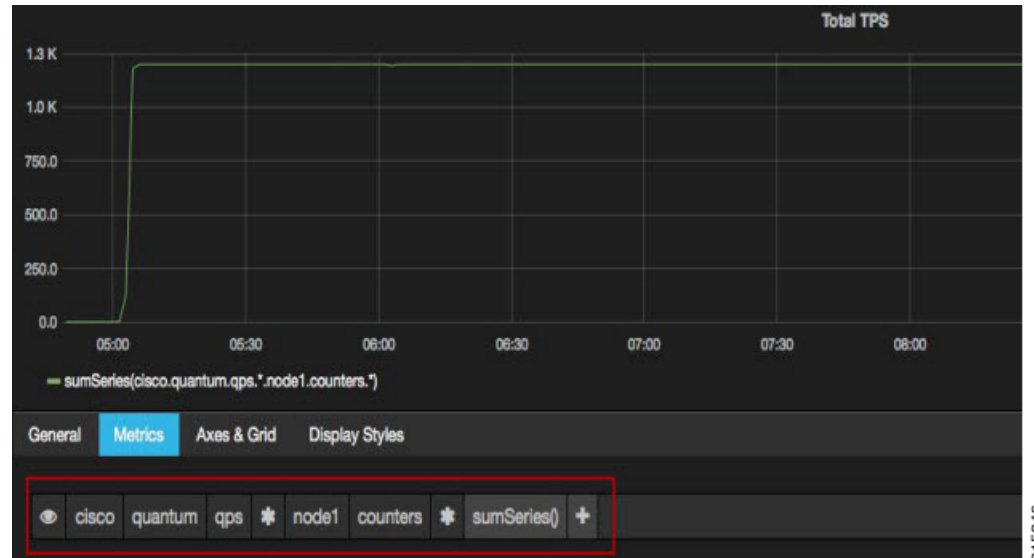 Total TPS
1.3 K
1.0 K
750.0
500.0
250.0
0.0
05:00 05:30 06:00 06:30 07:00 07:30 08:00
sumSeries(cisco.quantum.qps.*.node1.counters.*)
General Metrics Axes & Grid Display Styles
cisco quantum qps * node1 counters * sumSeries() +